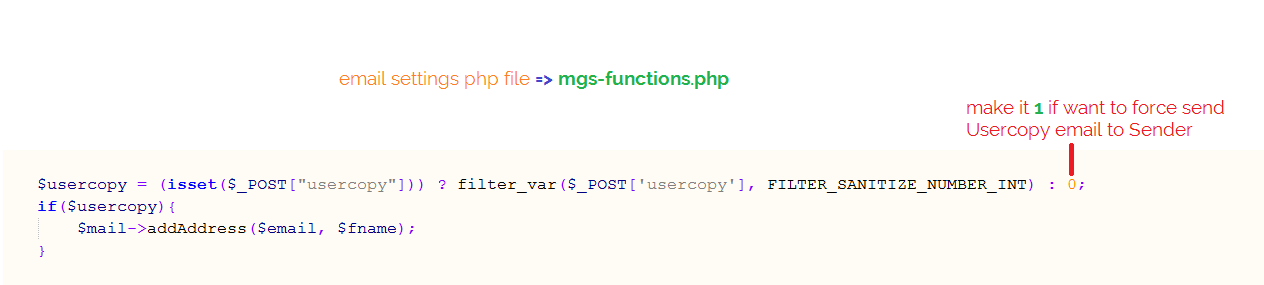 email settings php file => mgs-functions.php
make it 1 if want to force send
Usercopy email to Sender
$usercopy = (isset($_POST["usercopy"])) ? filter_var($_POST['usercopy'], FILTER_SANITIZE_NUMBER_INT) : 0;
if($usercopy){
$mail->addAddress($email, $fname);
}